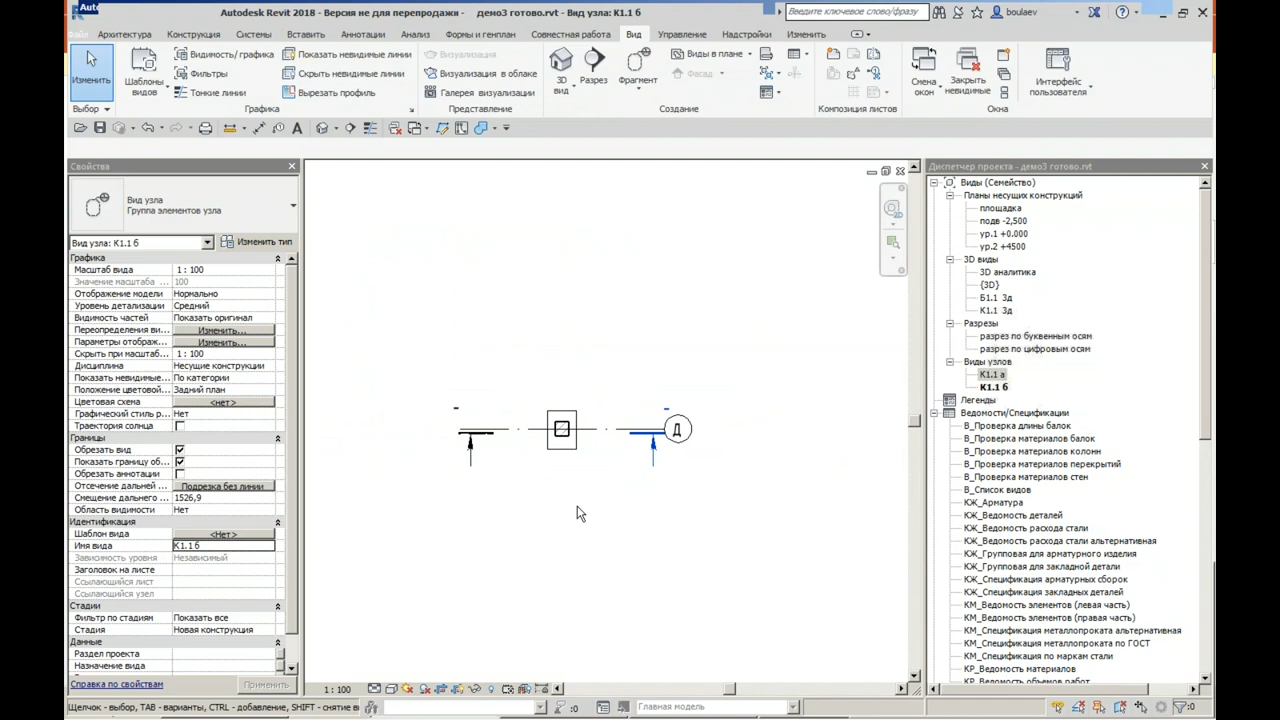 Auto
Autodesk Revit 2018 - Версия не для перепродажи -
демо3 готово.rvt - Вид узла: К1.1 б
Введите ключевое слово/фразу
boulaev
Файл
Архитектура
Конструкция
Системы
Вставить
Аннотации
Анализ
Формы и генплан
Совместная работа
Вид
Управление
Надстройки
Изменить
Изменить
Выбор
Шаблоны
видов
Видимость/ графика
Фильтры
Тонкие линии
Показать невидимые линии
Скрыть невидимые линии
Вырезать профиль
Графика
Визуализация
Визуализация в облаке
Галерея визуализации
Представление
3D
вид
Разрез
Фрагмент
Виды в плане
Фасад
Создание
Композиция листов
Смена
окон
Закрыть
невидимые
Окна
Интерфейс
пользователя
Свойства
Вид узла
Группа элементов узла
Вид узла: К1.1 б
Изменить тип
Графика
Масштаб вида 1 : 100
Значение масштаба ... 100
Отображение модели Нормально
Уровень детализации Средний
Видимость частей Показать оригинал
Переопределения ви... Изменить...
Параметры отображ... Изменить...
Скрыть при масштаб... 1 : 100
Дисциплина Несущие конструкции
Показать невидимые... По категории
Положение цветовой... Задний план
Цветовая схема <нет>
Графический стиль р... Нет
Траектория солнца
Границы
Обрезать вид
Показать границу об...
Обрезать аннотации
Отсечение дальней ... Подрезка без линии
Смещение дальнего ... 1526,9
Область видимости Нет
Идентификация
Шаблон вида <Нет>
Имя вида К1.1 б
Зависимость уровня Независимый
Заголовок на листе
Ссылающийся лист
Ссылающийся узел
Стадии
Фильтр по стадиям Показать все
Стадия Новая конструкция
Данные
Раздел проекта
Назначение вида
Справка по свойствам
Применить
Д
1 : 100
Диспетчер проекта - демо3 готово.rvt
Виды (Семейство)
Планы несущих конструкций
площадка
подв -2,500
ур.1 +0.000
ур.2 +4500
3D виды
3D аналитика
{3D}
Б1.1 3д
К1.1 3д
Разрезы
разрез по буквенным осям
разрез по цифровым осям
Виды узлов
К1.1 а
К1.1 б
Легенды
Ведомости/Спецификации
В_Проверка длины балок
В_Проверка материалов балок
В_Проверка материалов колонн
В_Проверка материалов перекрытий
В_Проверка материалов стен
В_Список видов
КЖ_Арматура
КЖ_Ведомость деталей
КЖ_Ведомость расхода стали
КЖ_Ведомость расхода стали альтернативная
КЖ_Групповая для арматурного изделия
КЖ_Групповая для закладной детали
КЖ_Спецификация арматурных сборок
КЖ_Спецификация закладных деталей
КМ_Ведомость элементов (левая часть)
КМ_Ведомость элементов (правая часть)
КМ_Спецификация металлопроката альтернативная
КМ_Спецификация металлопроката по ГОСТ
КМ_Спецификация по маркам стали
КР_Ведомость материалов
КР_Ведомость объемов работ
Щелчок - выбор, TAB - варианты, CTRL - добавление, SHIFT - снятие в
:0
Главная модель
:0